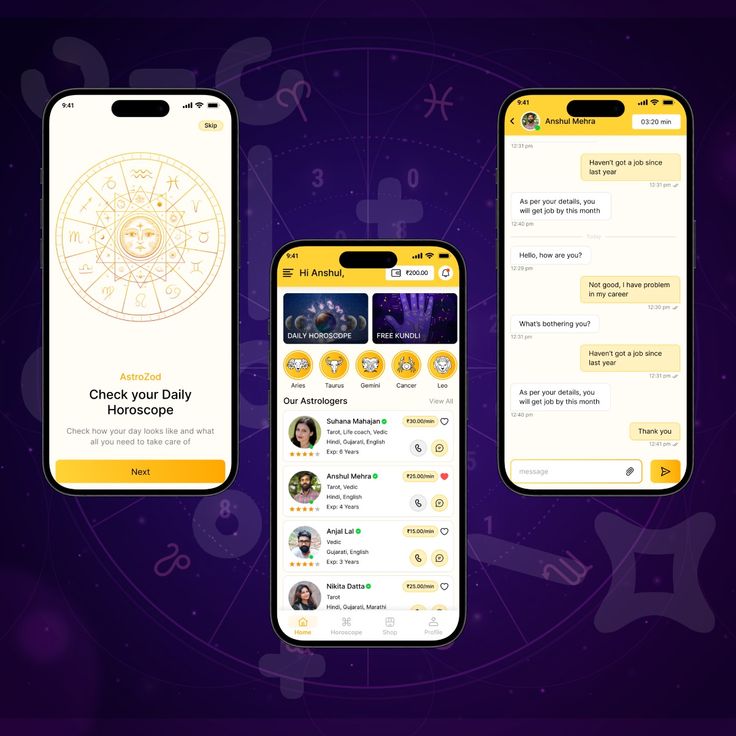 9:41
Skip
AstroZod
Check your Daily
Horoscope
Check how your day looks like and what
all you need to take care of
Next
9:41
Hi Anshul,
₹200.00
DAILY HOROSCOPE
FREE KUNDLI
Aries
Taurus
Gemini
Cancer
Leo
Our Astrologers
View All
Suhana Mahajan
₹30.00/min
Tarot, Life coach, Vedic
Hindi, Gujarati, English
Exp: 6 Years
Anshul Mehra
₹25.00/min
Tarot, Vedic
Hindi, English
Exp: 4 Years
Anjal Lal
₹15.00/min
Vedic
Gujarati, English
Exp: 3 Years
Nikita Datta
₹25.00/min
Tarot
Hindi, Gujarati, Marathi
Home
Horoscope
Shop
Profile
9:41
Anshul Mehra
03:20 min
12:31 pm
Haven't got a job since
last year
12:31 pm
As per your details, you
will get job by this month
12:40 pm
Today
Hello, how are you?
12:29 pm
Not good, I have problem
in my career
12:30 pm
What's bothering you?
Haven't got a job since
last year
12:31 pm
As per your details, you
will get job by this month
12:40 pm
Thank you
12:41 pm
message
3
0
8
1